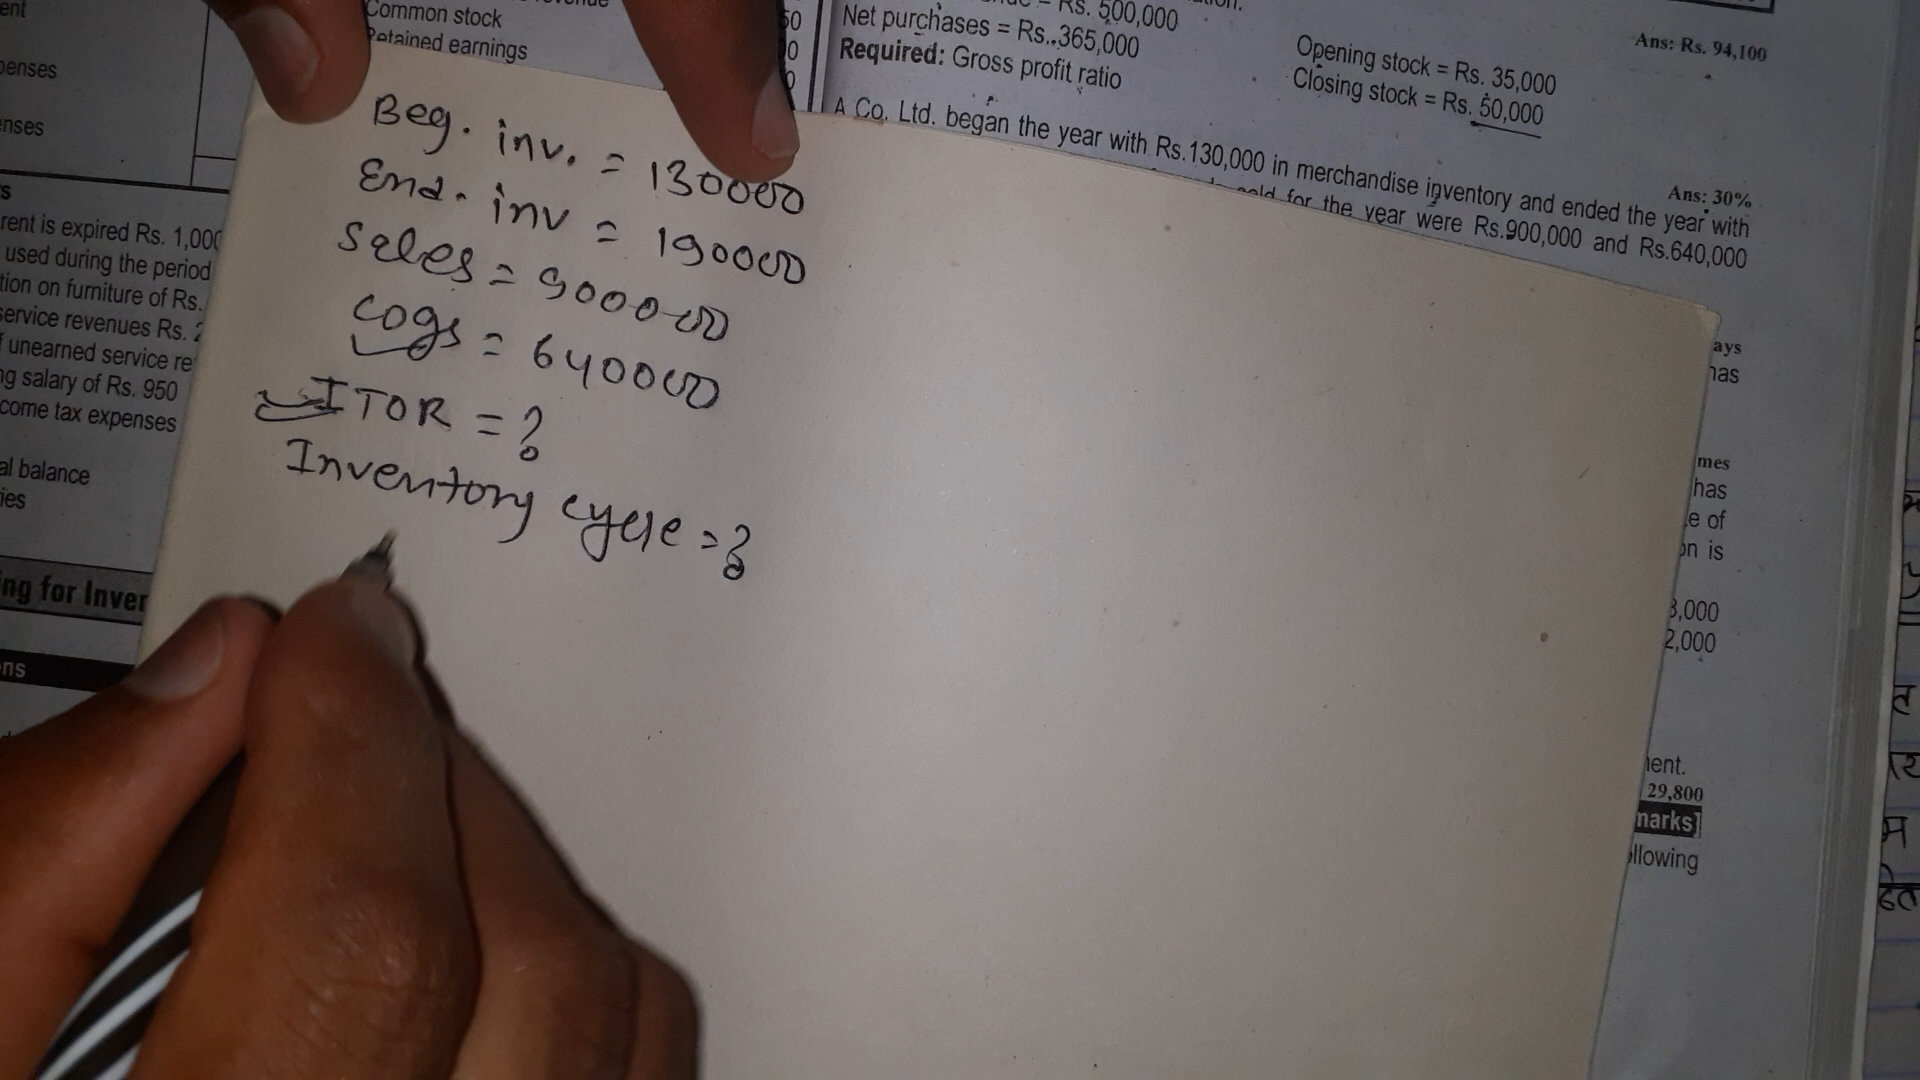 Common stock
Retained earnings
Rs. 500,000
Net purchases = Rs. 365,000
Required: Gross profit ratio
Opening stock = Rs. 35,000
Closing stock = Rs. 50,000
Ans: Rs. 94,100
Ans: 30%
A Co. Ltd. began the year with Rs.130,000 in merchandise inventory and ended the year with
sold for the year were Rs.900,000 and Rs.640,000
Beg. inv. = 130000
End. inv = 190000
Sales = 900000
cogs = 640000
ITOR = ?
Inventory cycle = ?
rent is expired Rs. 1,000
used during the period
tion on furniture of Rs.
service revenues Rs. 2
unearned service re
ng salary of Rs. 950
come tax expenses
al balance
ies
ing for Inver
ns
ays
has
mes
has
e of
on is
3,000
2,000
ent.
29,800
marks]
llowing